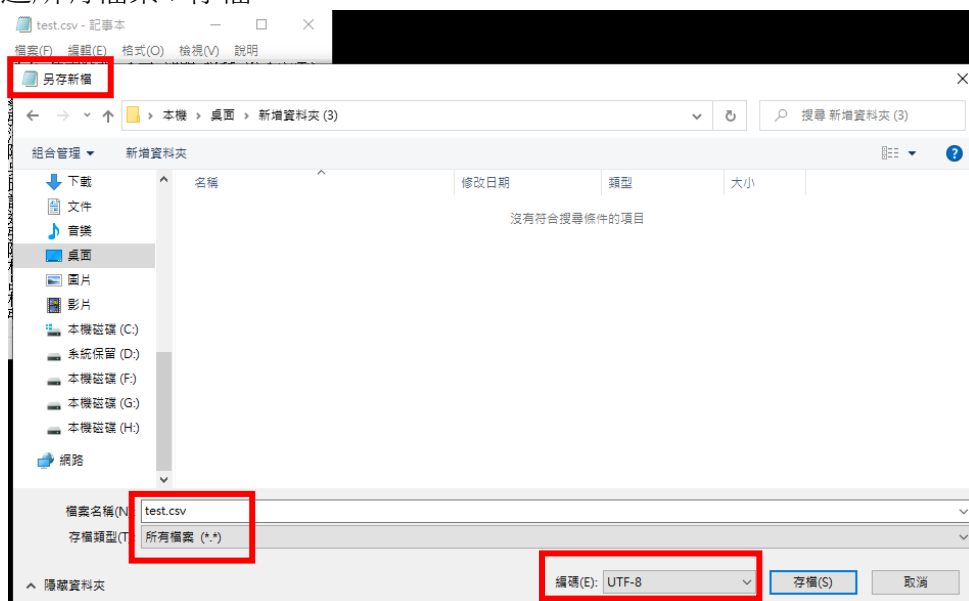 test.csv - 記事本
檔案(F) 編輯(E) 格式(O) 檢視(V) 說明
另存新檔
本機 › 桌面 › 新增資料夾 (3)
搜尋 新增資料夾 (3)
組合管理 新增資料夾
名稱 修改日期 類型 大小
沒有符合搜尋條件的項目
下載
文件
音樂
桌面
圖片
影片
本機磁碟 (C:)
系統保留 (D:)
本機磁碟 (F:)
本機磁碟 (G:)
本機磁碟 (H:)
網路
檔案名稱(N) test.csv
存檔類型(T) 所有檔案 (*.*)
隱藏資料夾 編碼(E): UTF-8 存檔(S) 取消